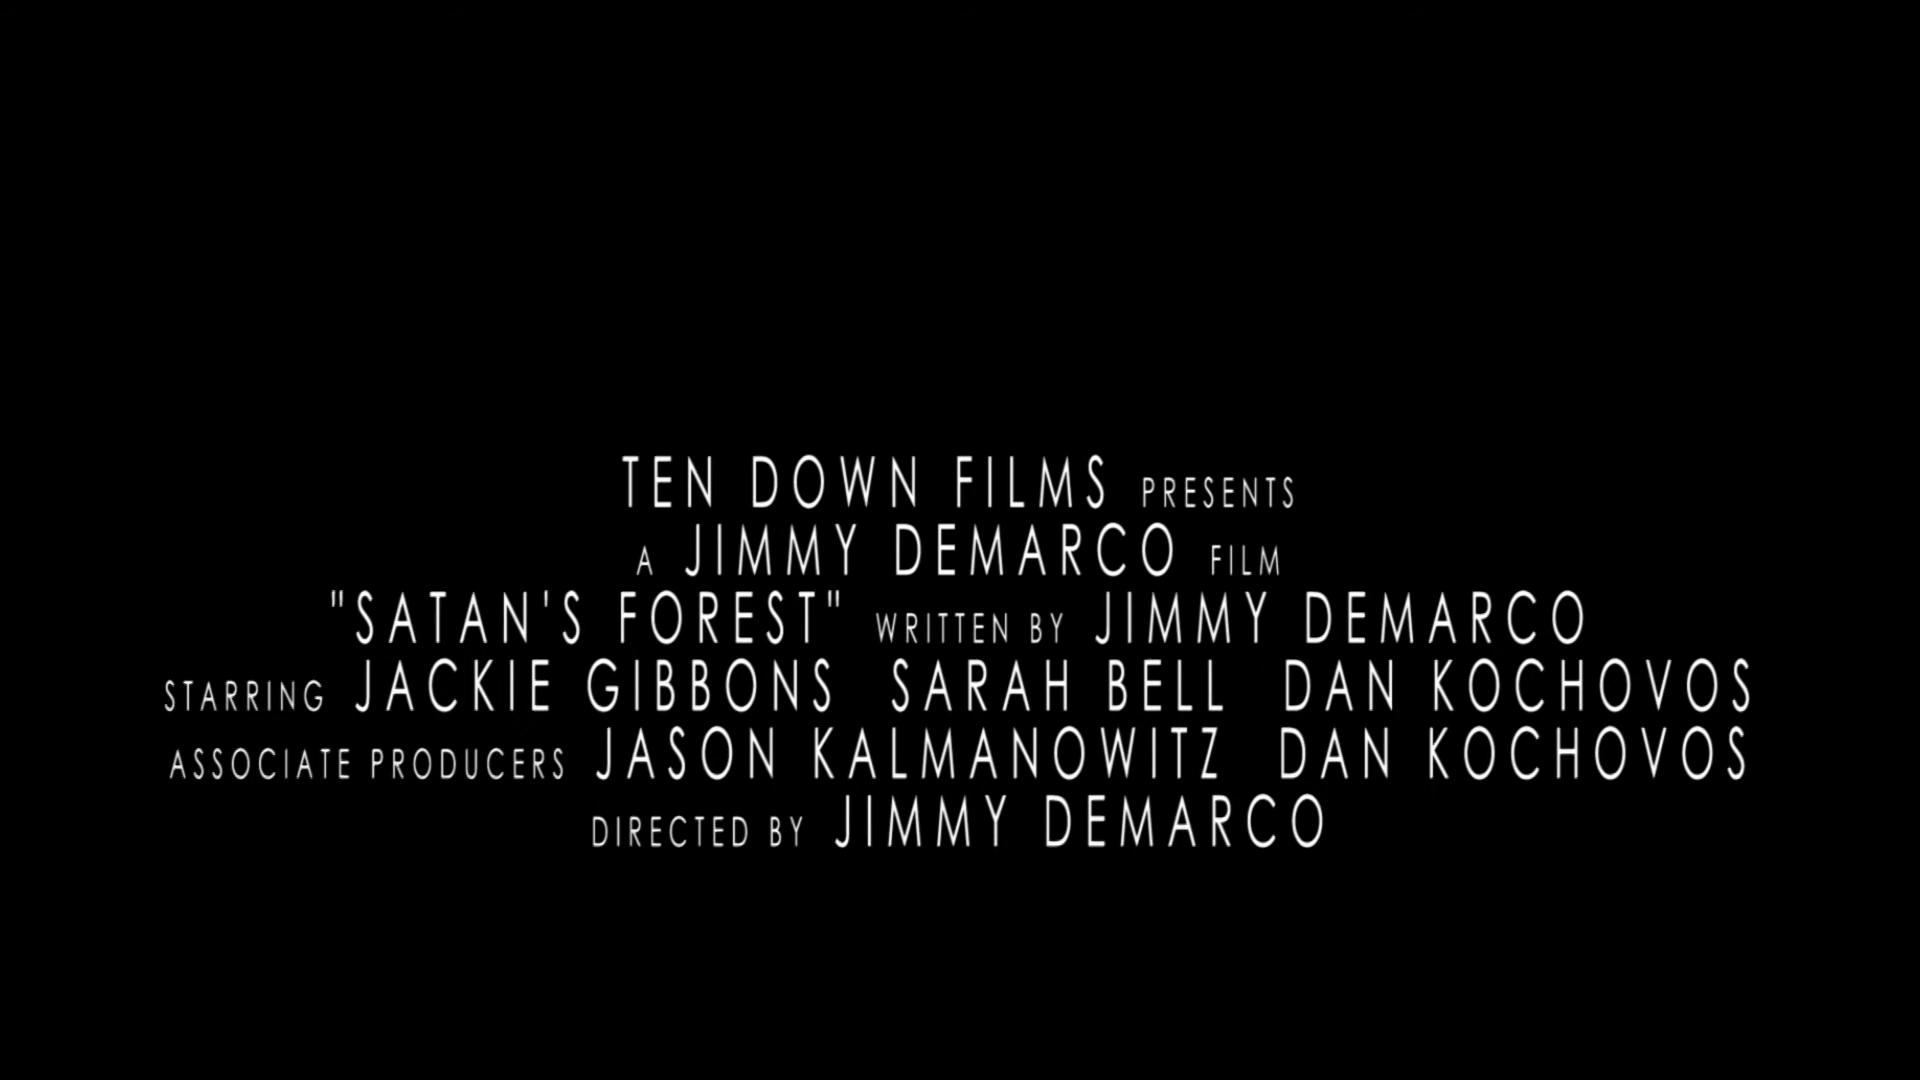 TEN DOWN FILMS PRESENTS
A JIMMY DEMARCO FILM
"SATAN'S FOREST" WRITTEN BY JIMMY DEMARCO
STARRING JACKIE GIBBONS SARAH BELL DAN KOCHOVOS
ASSOCIATE PRODUCERS JASON KALMANOWITZ DAN KOCHOVOS
DIRECTED BY JIMMY DEMARCO